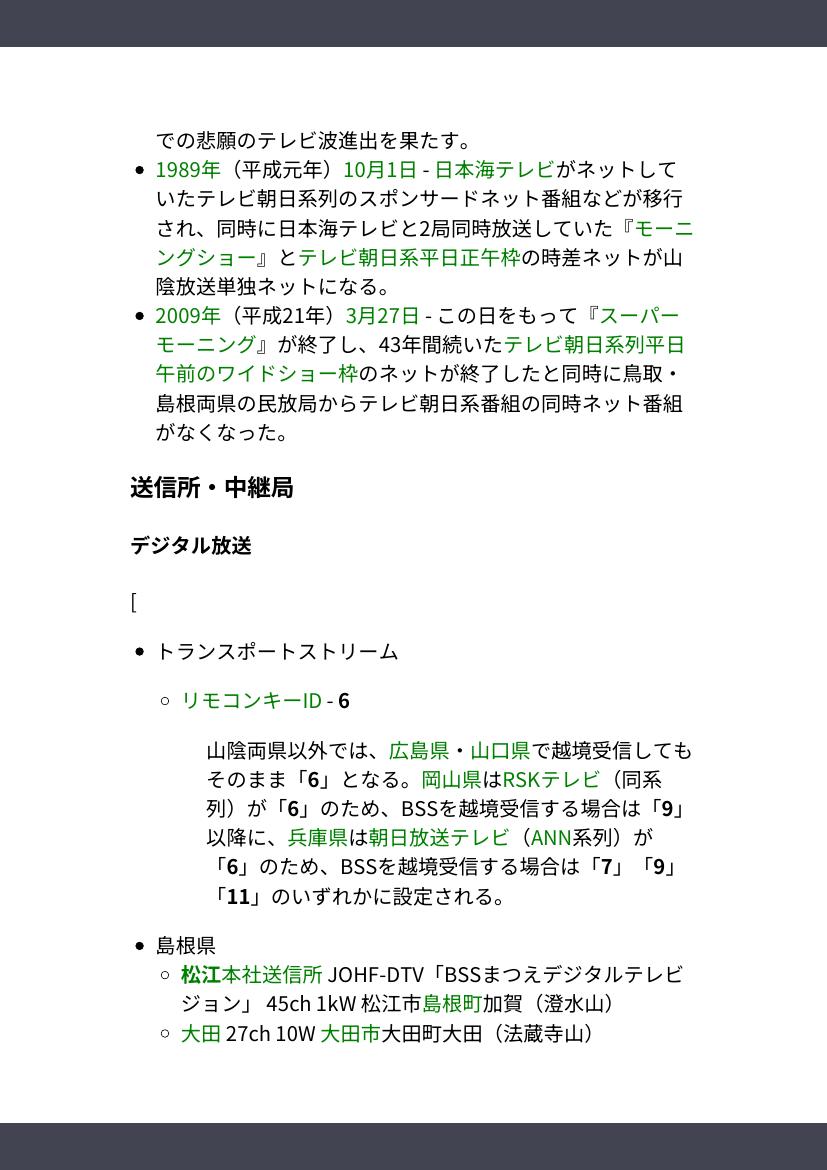 での悲願のテレビ波進出を果たす。
• 1989年（平成元年）10月1日 - 日本海テレビがネットして
いたテレビ朝日系列のスポンサードネット番組などが移行
され、同時に日本海テレビと2局同時放送していた『モーニ
ングショー』とテレビ朝日系平日正午枠の時差ネットが山
陰放送単独ネットになる。
• 2009年（平成21年）3月27日 - この日をもって『スーパー
モーニング』が終了し、43年間続いたテレビ朝日系列平日
午前のワイドショー枠のネットが終了したと同時に鳥取・
島根両県の民放局からテレビ朝日系番組の同時ネット番組
がなくなった。
送信所・中継局
デジタル放送
[
• トランスポートストリーム
○ リモコンキーID - 6
山陰両県以外では、広島県・山口県で越境受信しても
そのまま「6」となる。岡山県はRSKテレビ（同系
列）が「6」のため、BSSを越境受信する場合は「9」
以降に、兵庫県は朝日放送テレビ（ANN系列）が
「6」のため、BSSを越境受信する場合は「7」「9」
「11」のいずれかに設定される。
• 島根県
○ 松江本社送信所 JOHF-DTV「BSSまつえデジタルテレビ
ジョン」 45ch 1kW 松江市島根町加賀（澄水山）
○ 大田 27ch 10W 大田市大田町大田（法蔵寺山）